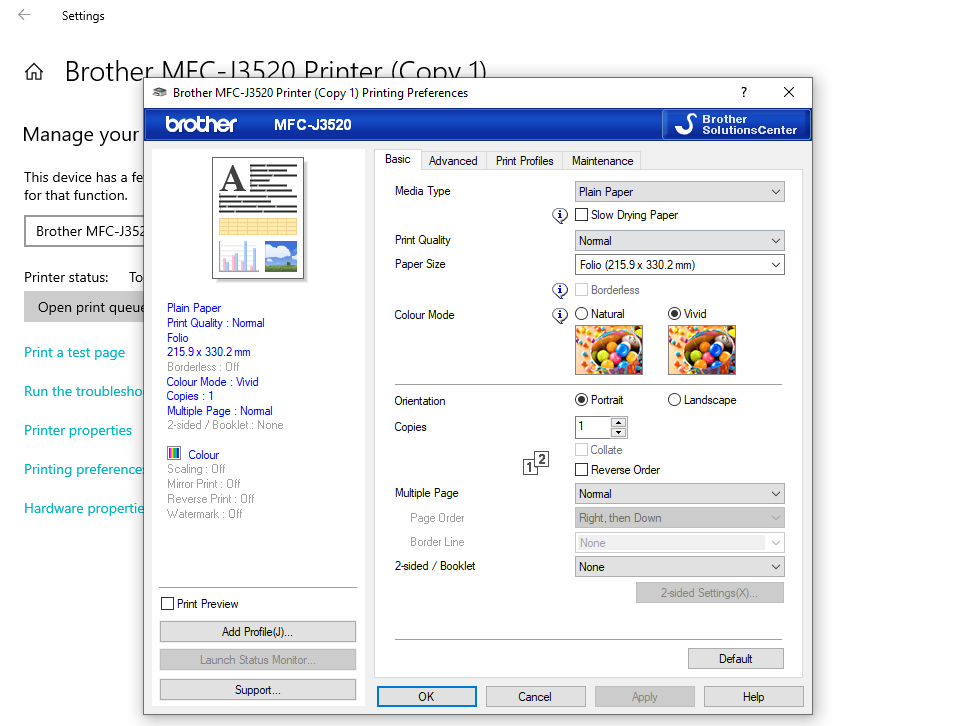 Settings
Brother MFC-J3520 Printer (Copy 1)
Brother MFC-J3520 Printer (Copy 1) Printing Preferences
?
brother MFC-J3520
Brother
SolutionsCenter
Manage your
This device has a fe
for that function.
Brother MFC-J352
Printer status: To
Open print queue
Print a test page
Run the troublesho
Printer properties
Printing preferences
Hardware propertie
A
Plain Paper
Print Quality : Normal
Folio
215.9 x 330.2 mm
Borderless : Off
Colour Mode : Vivid
Copies : 1
Multiple Page : Normal
2-sided / Booklet : None
Colour
Scaling : Off
Mirror Print : Off
Reverse Print : Off
Watermark : Off
Print Preview
Add Profile(J)...
Launch Status Monitor...
Support...
Basic Advanced Print Profiles Maintenance
Media Type Plain Paper
Slow Drying Paper
Print Quality Normal
Paper Size Folio (215.9 x 330.2 mm)
Borderless
Colour Mode Natural Vivid
Orientation Portrait Landscape
Copies 1
Collate
1 2
Reverse Order
Multiple Page Normal
Page Order Right, then Down
Border Line None
2-sided / Booklet None
2-sided Settings(X)...
Default
OK Cancel Apply Help